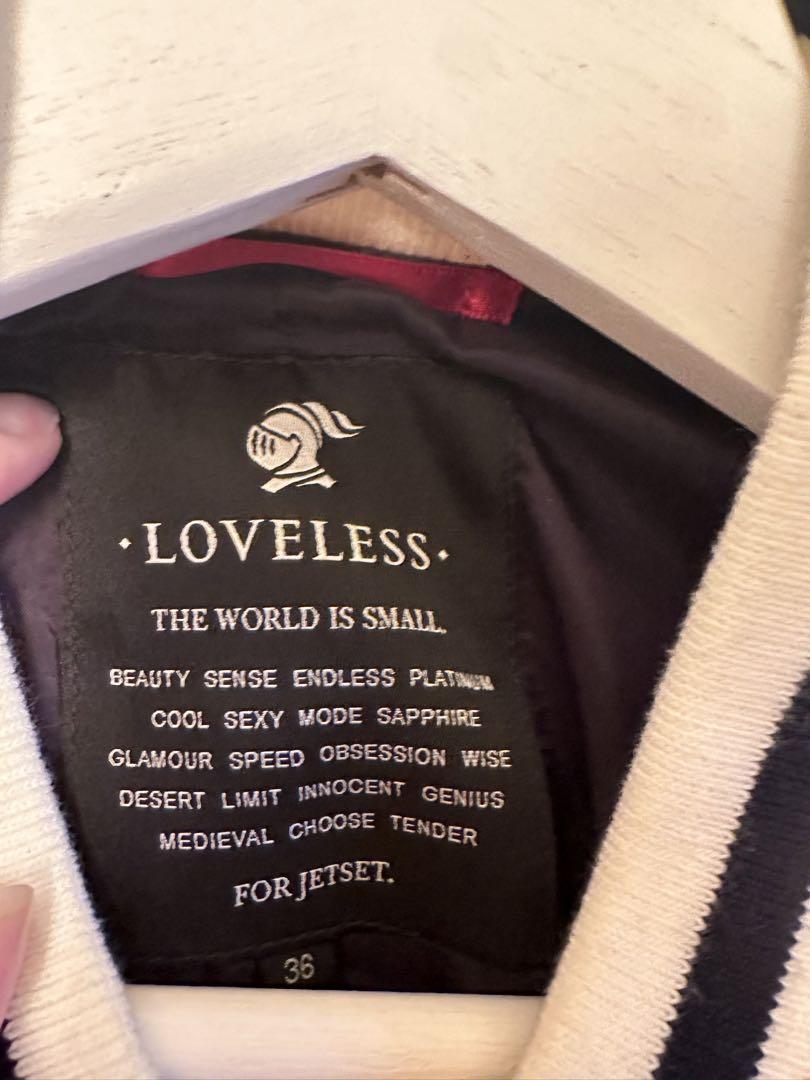 · LOVELESS ·
THE WORLD IS SMALL.
BEAUTY SENSE ENDLESS PLATINUM
COOL SEXY MODE SAPPHIRE
GLAMOUR SPEED OBSESSION WISE
DESERT LIMIT INNOCENT GENIUS
MEDIEVAL CHOOSE TENDER
FOR JETSET.
36